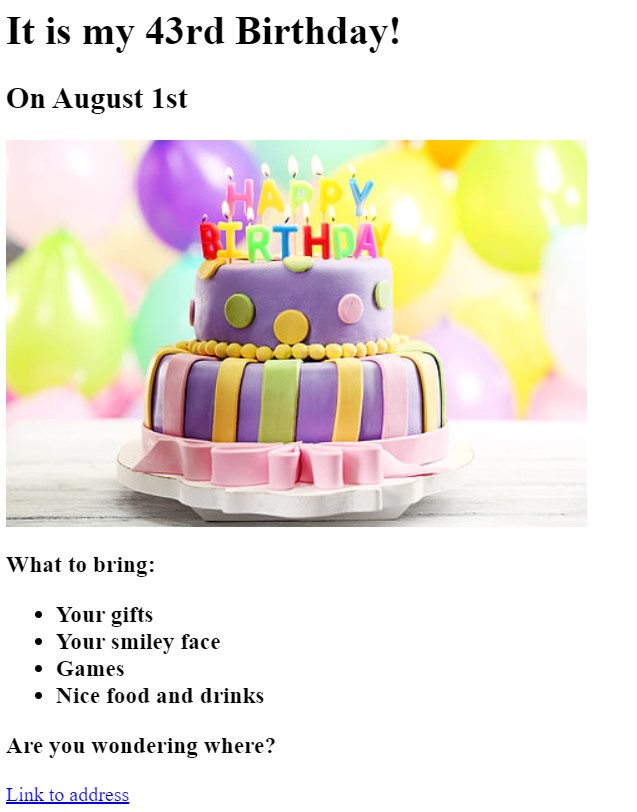 It is my 43rd Birthday!
On August 1st
HAPPY
BIRTHDAY
What to bring:
Your gifts
Your smiley face
Games
Nice food and drinks
Are you wondering where?
Link to address